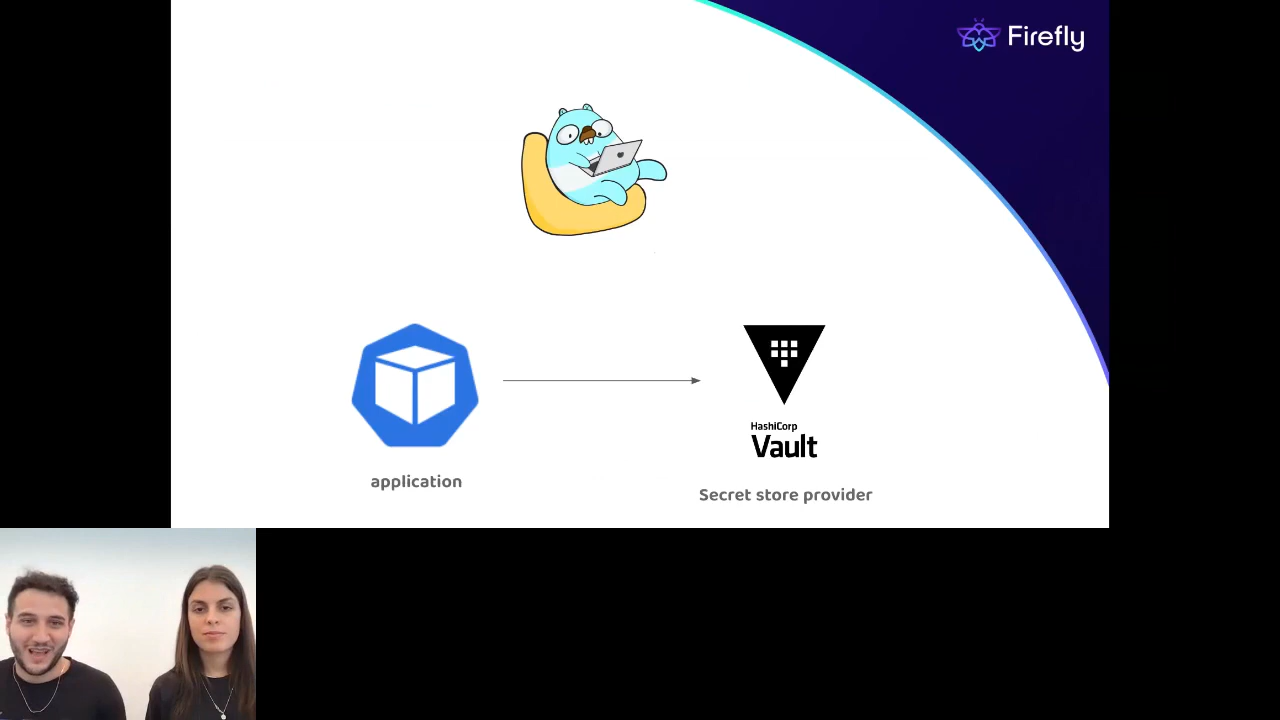 Firefly
HashiCorp
Vault
application
Secret store provider